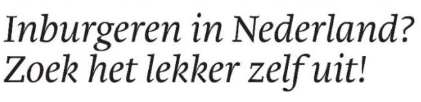 Inburgeren in Nederland?
Zoek het lekker zelf uit!